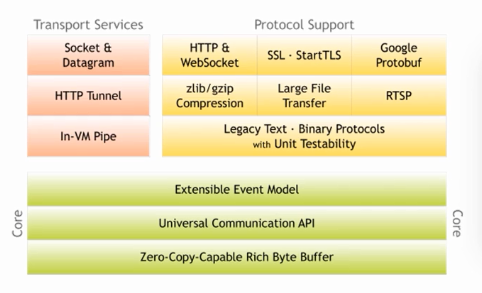 Transport Services
Protocol Support
Socket &
Datagram
HTTP Tunnel
In-VM Pipe
HTTP &
WebSocket
SSL · StartTLS
Google
Protobuf
zlib/gzip
Compression
Large File
Transfer
RTSP
Legacy Text · Binary Protocols
with Unit Testability
Core
Extensible Event Model
Universal Communication API
Zero-Copy-Capable Rich Byte Buffer
Core